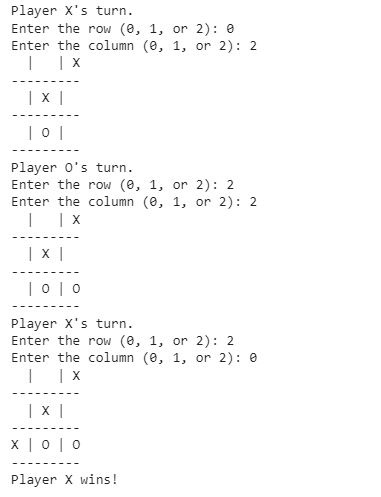 Player X's turn.
Enter the row (0, 1, or 2): 0
Enter the column (0, 1, or 2): 2
  |   | X
---------
  | X |
---------
  | O |
---------
Player O's turn.
Enter the row (0, 1, or 2): 2
Enter the column (0, 1, or 2): 2
  |   | X
---------
  | X |
---------
  | O | O
---------
Player X's turn.
Enter the row (0, 1, or 2): 2
Enter the column (0, 1, or 2): 0
  |   | X
---------
  | X |
---------
X | O | O
---------
Player X wins!